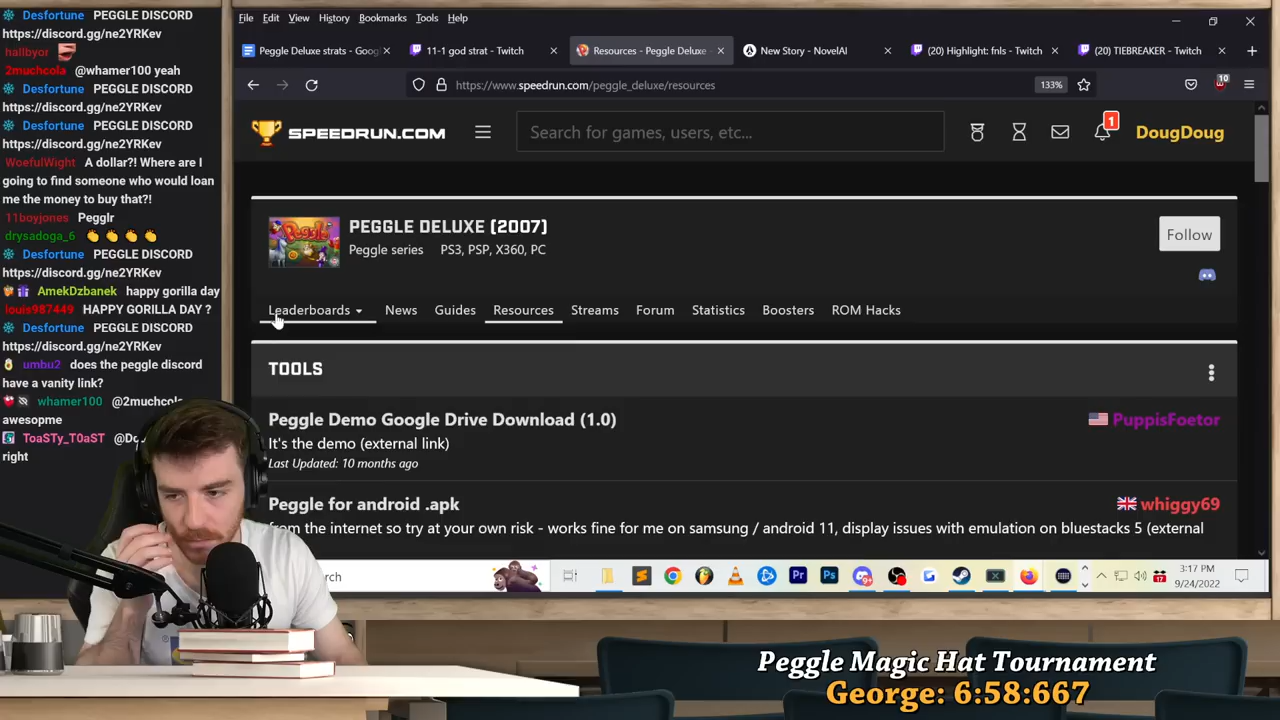 Desfortune PEGGLE DISCORD
https://discord.gg/ne2YRKev
hallbyor
2muchcola @whamer100 yeah
Desfortune PEGGLE DISCORD
https://discord.gg/ne2YRKev
Desfortune PEGGLE DISCORD
https://discord.gg/ne2YRKev
WoefulWight A dollar?! Where are I
going to find someone who would loan
me the money to buy that?!
11boyjones Pegglr
drysadoga_6
Desfortune PEGGLE DISCORD
https://discord.gg/ne2YRKev
AmekDzbanek happy gorilla day
louis987449 HAPPY GORILLA DAY ?
Desfortune PEGGLE DISCORD
https://discord.gg/ne2YRKev
umbu2 does the peggle discord
have a vanity link?
whamer100 @2muchcola
awesopme
ToaSTy_T0aST
right
File Edit View History Bookmarks Tools Help
Peggle Deluxe strats - Goog
11-1 god strat - Twitch
Resources - Peggle Deluxe
New Story - NovelAI
(20) Highlight: fnls - Twitch
(20) TIEBREAKER - Twitch
https://www.speedrun.com/peggle_deluxe/resources
133%
10
SPEEDRUN.COM
Search for games, users, etc...
1
DougDoug
PEGGLE DELUXE (2007)
Peggle series PS3, PSP, X360, PC
Follow
Leaderboards News Guides Resources Streams Forum Statistics Boosters ROM Hacks
TOOLS
Peggle Demo Google Drive Download (1.0)
PuppisFoetor
It's the demo (external link)
Last Updated: 10 months ago
Peggle for android .apk
whiggy69
from the internet so try at your own risk - works fine for me on samsung / android 11, display issues with emulation on bluestacks 5 (external
3:17 PM
9/24/2022
Peggle Magic Hat Tournament
George: 6:58:667